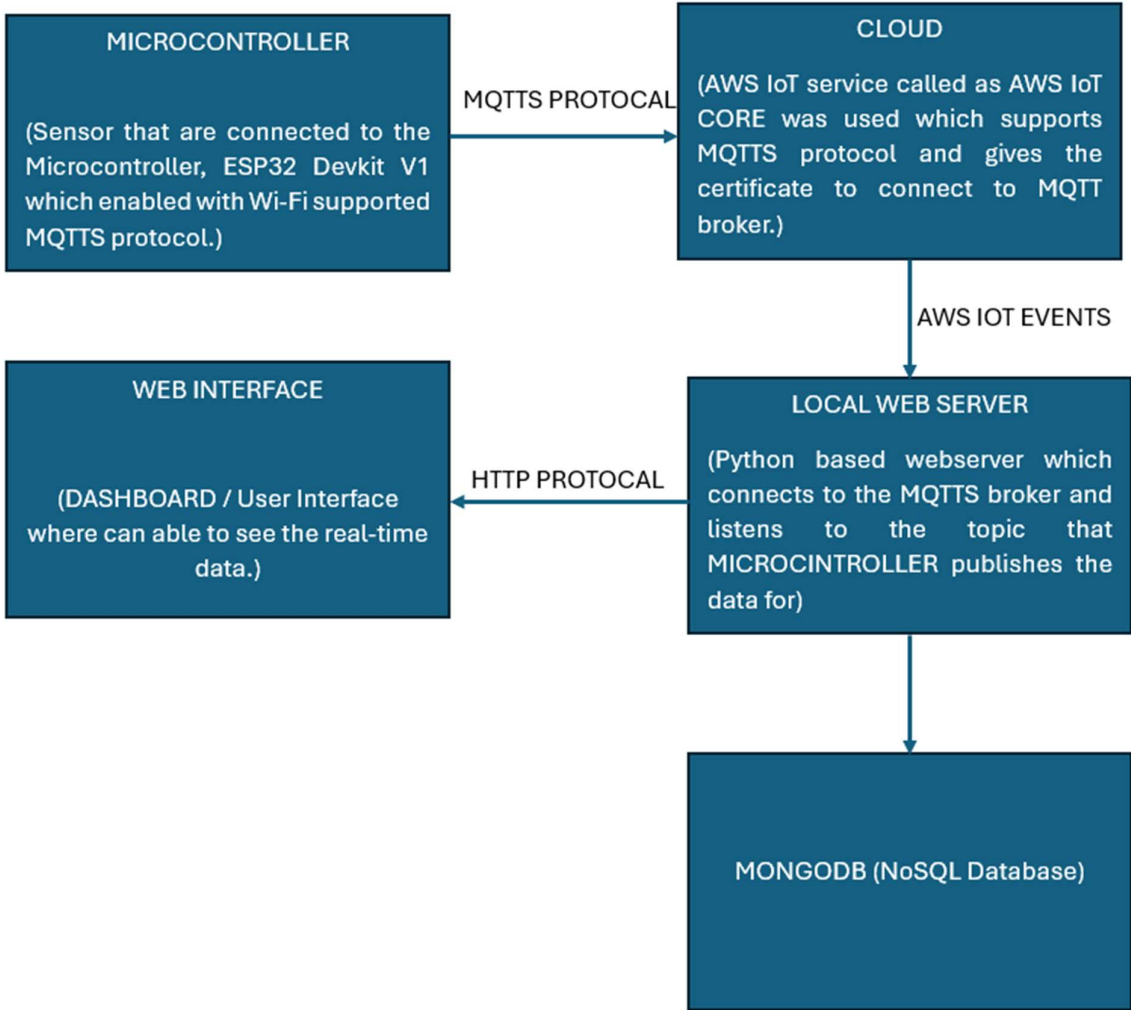 MICROCONTROLLER
(Sensor that are connected to the
Microcontroller, ESP32 Devkit V1
which enabled with Wi-Fi supported
MQTTS protocol.)
MQTTS PROTOCAL
CLOUD
(AWS IoT service called as AWS IoT
CORE was used which supports
MQTTS protocol and gives the
certificate to connect to MQTT
broker.)
AWS IOT EVENTS
WEB INTERFACE
(DASHBOARD / User Interface
where can able to see the real-time
data.)
HTTP PROTOCAL
LOCAL WEB SERVER
(Python based webserver which
connects to the MQTTS broker and
listens to the topic that
MICROCINTROLLER publishes the
data for)
MONGODB (NoSQL Database)